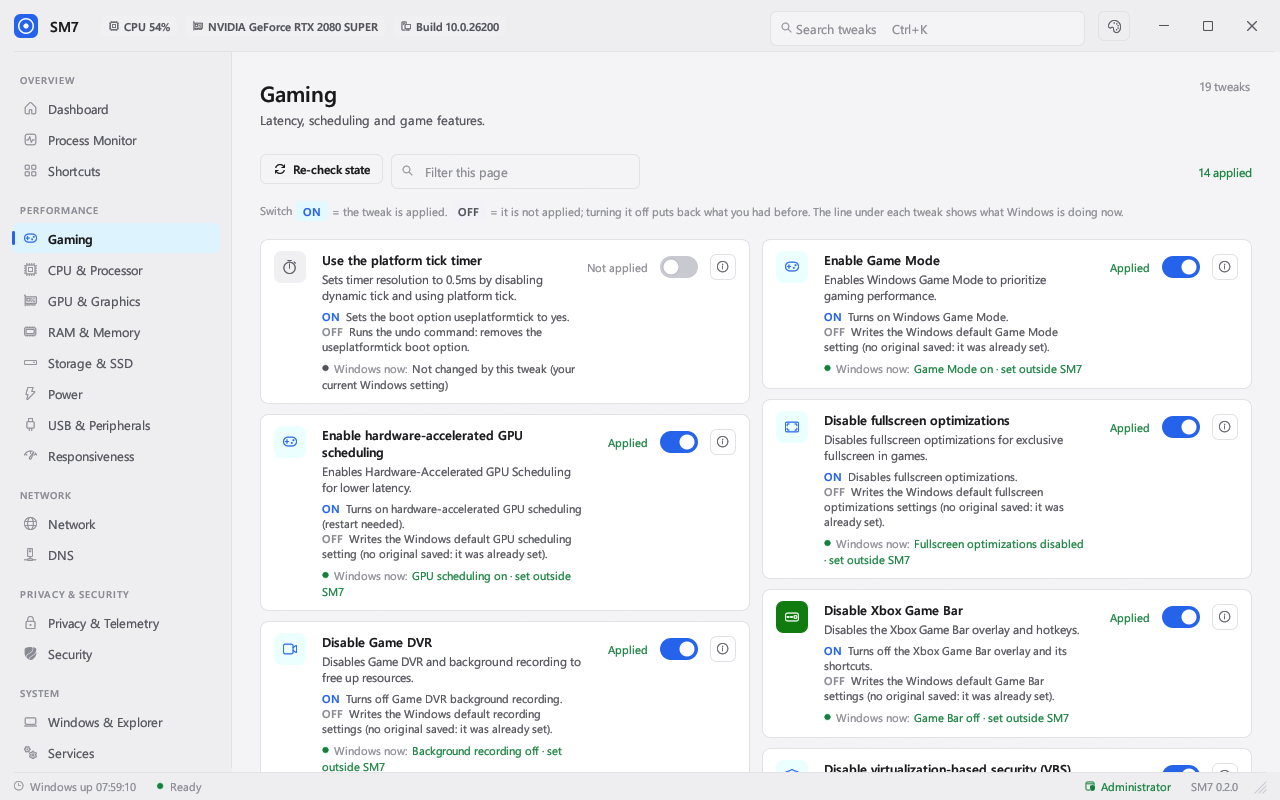 SM7
CPU 54%
NVIDIA GeForce RTX 2080 SUPER
Build 10.0.26200
Search tweaks Ctrl+K
OVERVIEW
Dashboard
Process Monitor
Shortcuts
PERFORMANCE
Gaming
CPU & Processor
GPU & Graphics
RAM & Memory
Storage & SSD
Power
USB & Peripherals
Responsiveness
NETWORK
Network
DNS
PRIVACY & SECURITY
Privacy & Telemetry
Security
SYSTEM
Windows & Explorer
Services
Gaming
19 tweaks
Latency, scheduling and game features.
Re-check state
Filter this page
14 applied
Switch ON = the tweak is applied. OFF = it is not applied; turning it off puts back what you had before. The line under each tweak shows what Windows is doing now.
Use the platform tick timer
Not applied
Sets timer resolution to 0.5ms by disabling
dynamic tick and using platform tick.
ON Sets the boot option useplatformtick to yes.
OFF Runs the undo command: removes the
useplatformtick boot option.
Windows now: Not changed by this tweak (your
current Windows setting)
Enable hardware-accelerated GPU
scheduling
Applied
Enables Hardware-Accelerated GPU Scheduling
for lower latency.
ON Turns on hardware-accelerated GPU scheduling
(restart needed).
OFF Writes the Windows default GPU scheduling
setting (no original saved: it was already set).
Windows now: GPU scheduling on · set outside
SM7
Disable Game DVR
Applied
Disables Game DVR and background recording to
free up resources.
ON Turns off Game DVR background recording.
OFF Writes the Windows default recording
settings (no original saved: it was already set).
Windows now: Background recording off · set
outside SM7
Enable Game Mode
Applied
Enables Windows Game Mode to prioritize
gaming performance.
ON Turns on Windows Game Mode.
OFF Writes the Windows default Game Mode
setting (no original saved: it was already set).
Windows now: Game Mode on · set outside SM7
Disable fullscreen optimizations
Applied
Disables fullscreen optimizations for exclusive
fullscreen in games.
ON Disables fullscreen optimizations.
OFF Writes the Windows default fullscreen
optimizations settings (no original saved: it was
already set).
Windows now: Fullscreen optimizations disabled
· set outside SM7
Disable Xbox Game Bar
Applied
Disables the Xbox Game Bar overlay and hotkeys.
ON Turns off the Xbox Game Bar overlay and its
shortcuts.
OFF Writes the Windows default Game Bar
settings (no original saved: it was already set).
Windows now: Game Bar off · set outside SM7
Disable virtualization-based security (VBS)
Windows up 07:59:10
Ready
Administrator
SM7 0.2.0